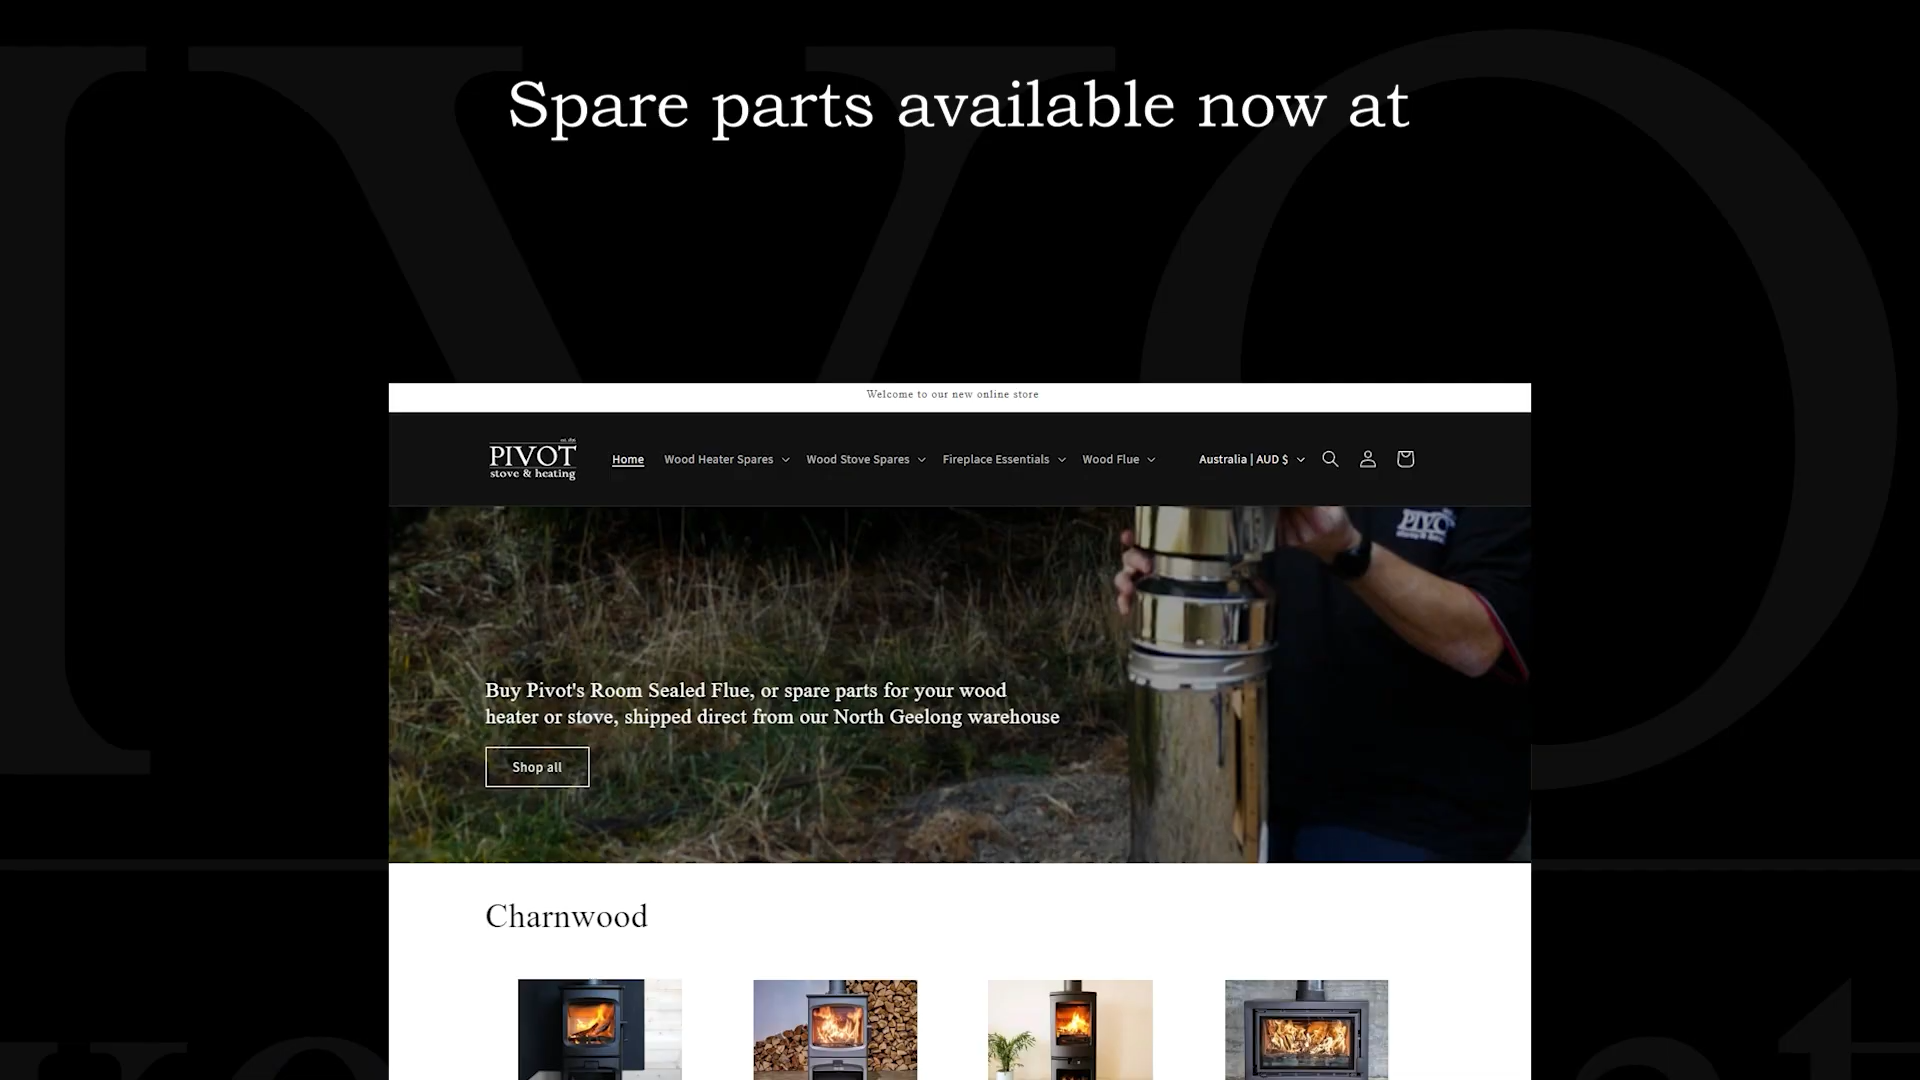 Spare parts available now at
Welcome to our new online store
PIVOT
stove & heating
Home
Wood Heater Spares
Wood Stove Spares
Fireplace Essentials
Wood Flue
Australia | AUD $
Buy Pivot's Room Sealed Flue, or spare parts for your wood
heater or stove, shipped direct from our North Geelong warehouse
Shop all
Charnwood